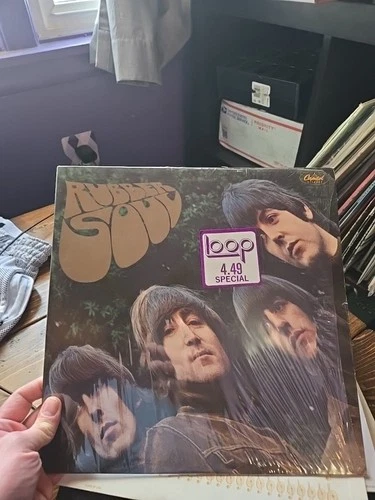 RUBBER
SOUL
Capitol
loop
4.49
SPECIAL